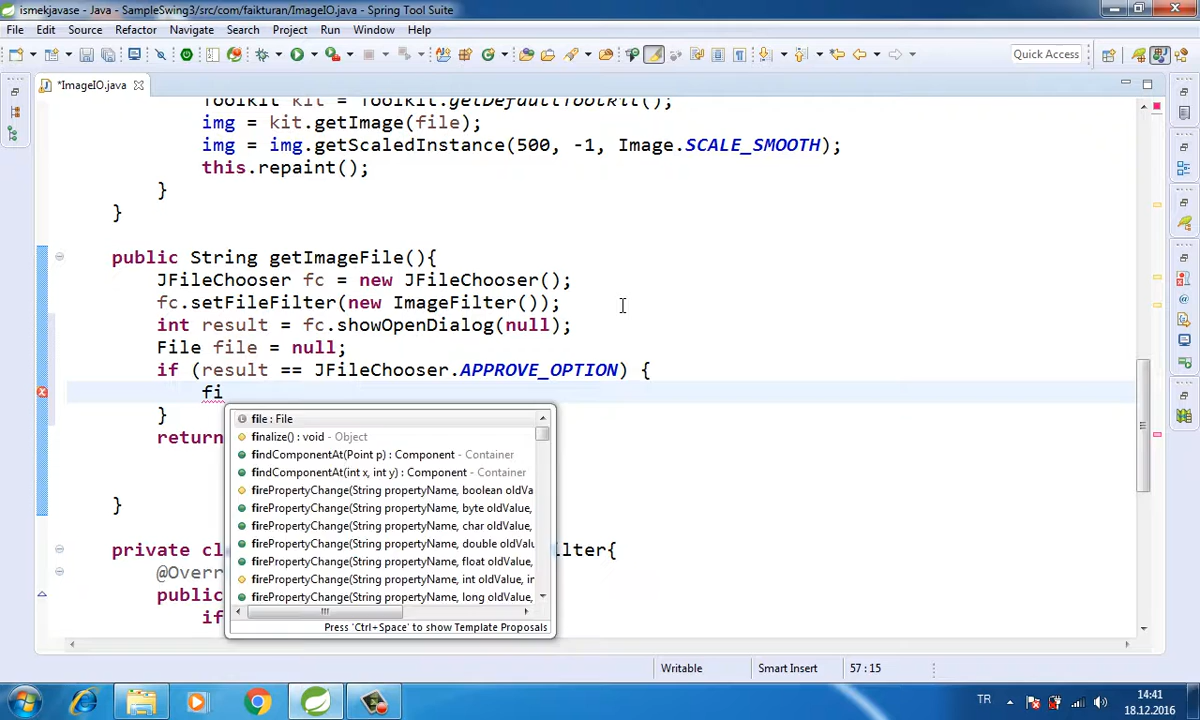 ismekjavase - Java - SampleSwing3/src/com/faikturan/ImageIO.java - Spring Tool Suite
File Edit Source Refactor Navigate Search Project Run Window Help
Quick Access
*ImageIO.java
Toolkit kit = Toolkit.getDefaultToolkit();
img = kit.getImage(file);
img = img.getScaledInstance(500, -1, Image.SCALE_SMOOTH);
this.repaint();
}
}
public String getImageFile(){
JFileChooser fc = new JFileChooser();
fc.setFileFilter(new ImageFilter());
int result = fc.showOpenDialog(null);
File file = null;
if (result == JFileChooser.APPROVE_OPTION) {
fi
}
file : File
finalize() : void - Object
return
findComponentAt(Point p) : Component - Container
findComponentAt(int x, int y) : Component - Container
firePropertyChange(String propertyName, boolean oldVa
firePropertyChange(String propertyName, byte oldValue,
}
firePropertyChange(String propertyName, char oldValue,
firePropertyChange(String propertyName, double oldValu
private cl ilter{
firePropertyChange(String propertyName, float oldValue,
@Overr
firePropertyChange(String propertyName, int oldValue, in
public
firePropertyChange(String propertyName, long oldValue,
if
Press 'Ctrl+Space' to show Template Proposals
Writable Smart Insert 57 : 15
TR 14:41
18.12.2016